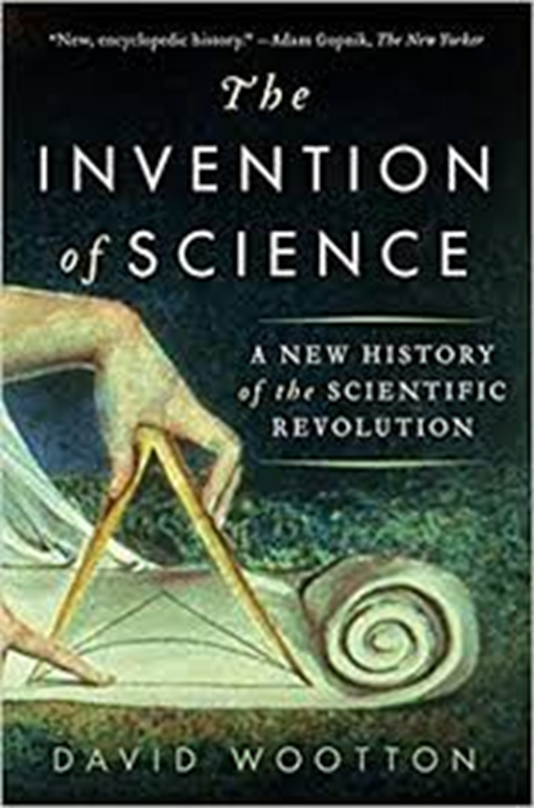 "New, encyclopedic history." —Adam Gopnik, The New Yorker
The
INVENTION
of SCIENCE
A NEW HISTORY
of the SCIENTIFIC
REVOLUTION
DAVID WOOTTON